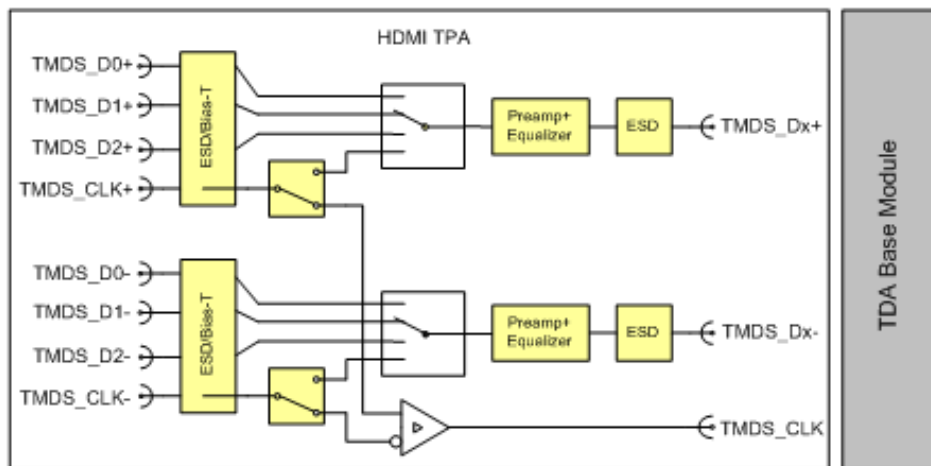 HDMI TPA
TMDS_D0+
TMDS_D1+
TMDS_D2+
TMDS_CLK+
ESD/Bias-T
Preamp+
Equalizer
ESD
TMDS_Dx+
TMDS_D0-
TMDS_D1-
TMDS_D2-
TMDS_CLK-
ESD/Bias-T
Preamp+
Equalizer
ESD
TMDS_Dx-
TMDS_CLK
TDA Base Module